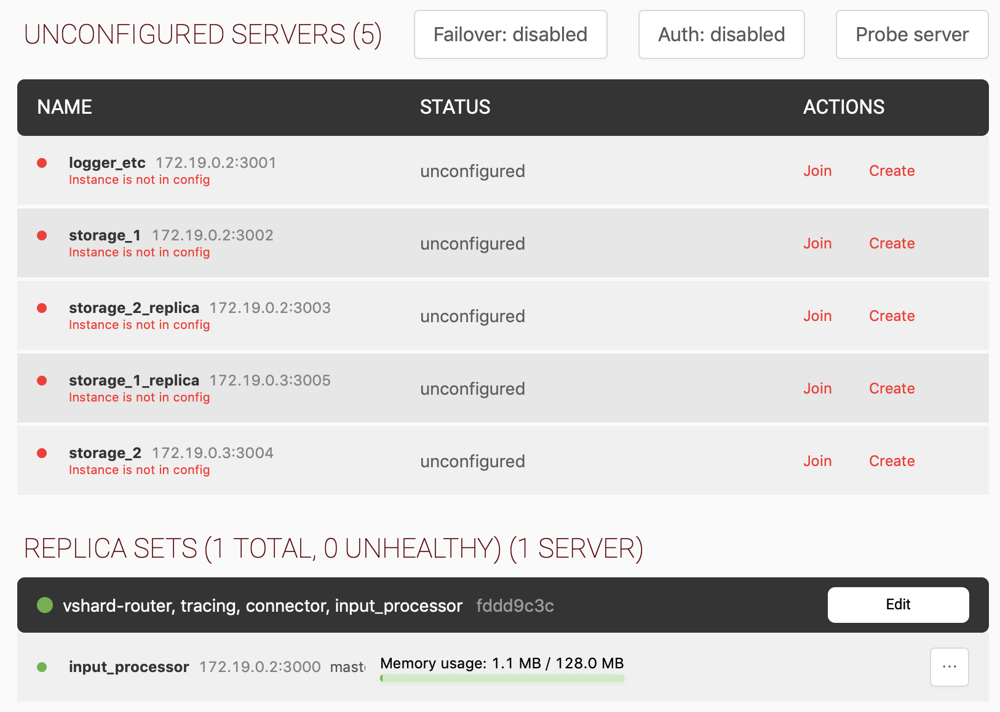 UNCONFIGURED SERVERS (5) Failover: disabled Auth: disabled Probe server
NAME STATUS ACTIONS
logger_etc 172.19.0.2:3001 unconfigured Join Create
Instance is not in config
storage_1 172.19.0.2:3002 unconfigured Join Create
Instance is not in config
storage_2_replica 172.19.0.2:3003 unconfigured Join Create
Instance is not in config
storage_1_replica 172.19.0.3:3005 unconfigured Join Create
Instance is not in config
storage_2 172.19.0.3:3004 unconfigured Join Create
Instance is not in config
REPLICA SETS (1 TOTAL, 0 UNHEALTHY) (1 SERVER)
vshard-router, tracing, connector, input_processor fddd9c3c Edit
input_processor 172.19.0.2:3000 mast Memory usage: 1.1 MB / 128.0 MB ...